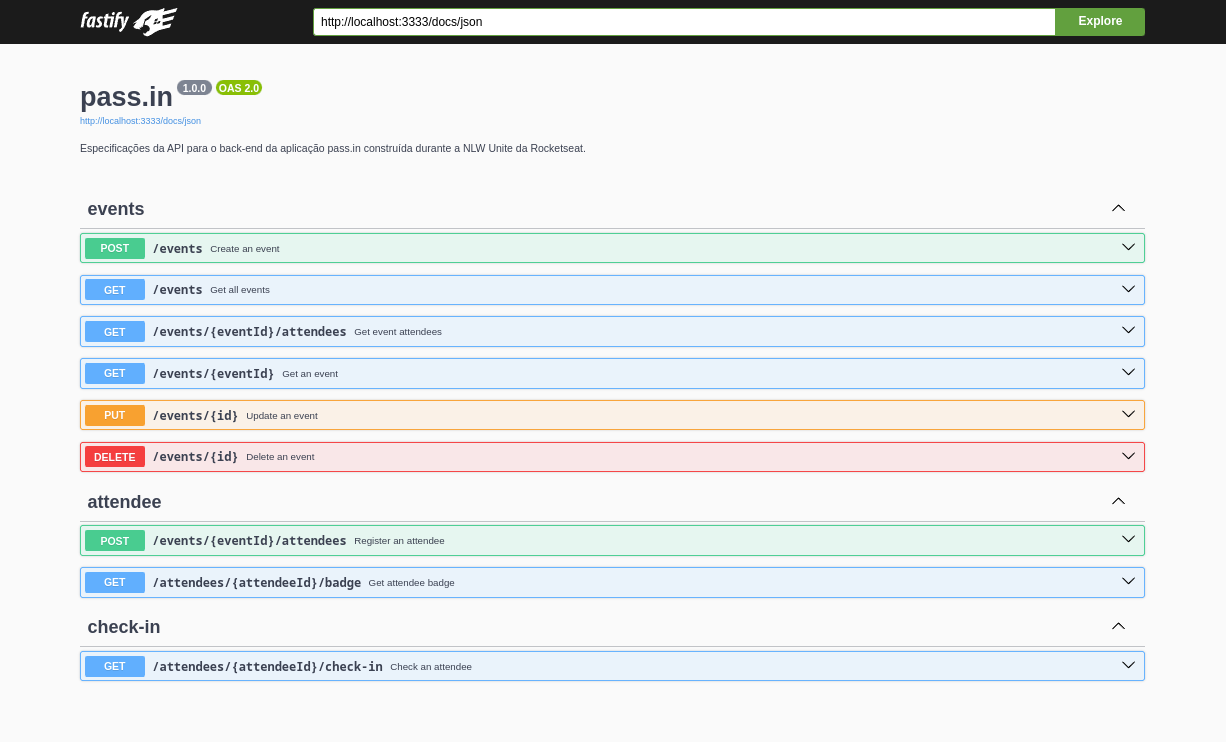 fastify
http://localhost:3333/docs/json
Explore
pass.in 1.0.0 OAS 2.0
http://localhost:3333/docs/json
Especificações da API para o back-end da aplicação pass.in construída durante a NLW Unite da Rocketseat.
events
POST /events Create an event
GET /events Get all events
GET /events/{eventId}/attendees Get event attendees
GET /events/{eventId} Get an event
PUT /events/{id} Update an event
DELETE /events/{id} Delete an event
attendee
POST /events/{eventId}/attendees Register an attendee
GET /attendees/{attendeeId}/badge Get attendee badge
check-in
GET /attendees/{attendeeId}/check-in Check an attendee